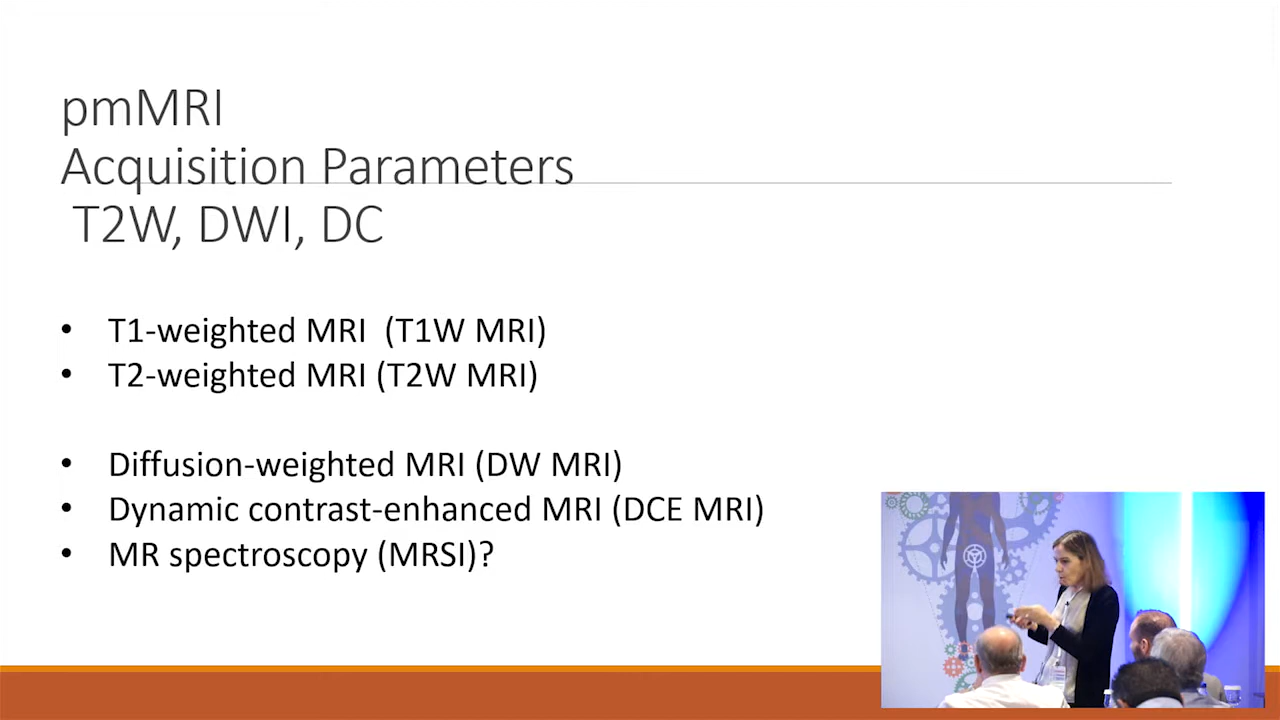 pmMRI
Acquisition Parameters
T2W, DWI, DC
• T1-weighted MRI (T1W MRI)
• T2-weighted MRI (T2W MRI)
• Diffusion-weighted MRI (DW MRI)
• Dynamic contrast-enhanced MRI (DCE MRI)
• MR spectroscopy (MRSI)?